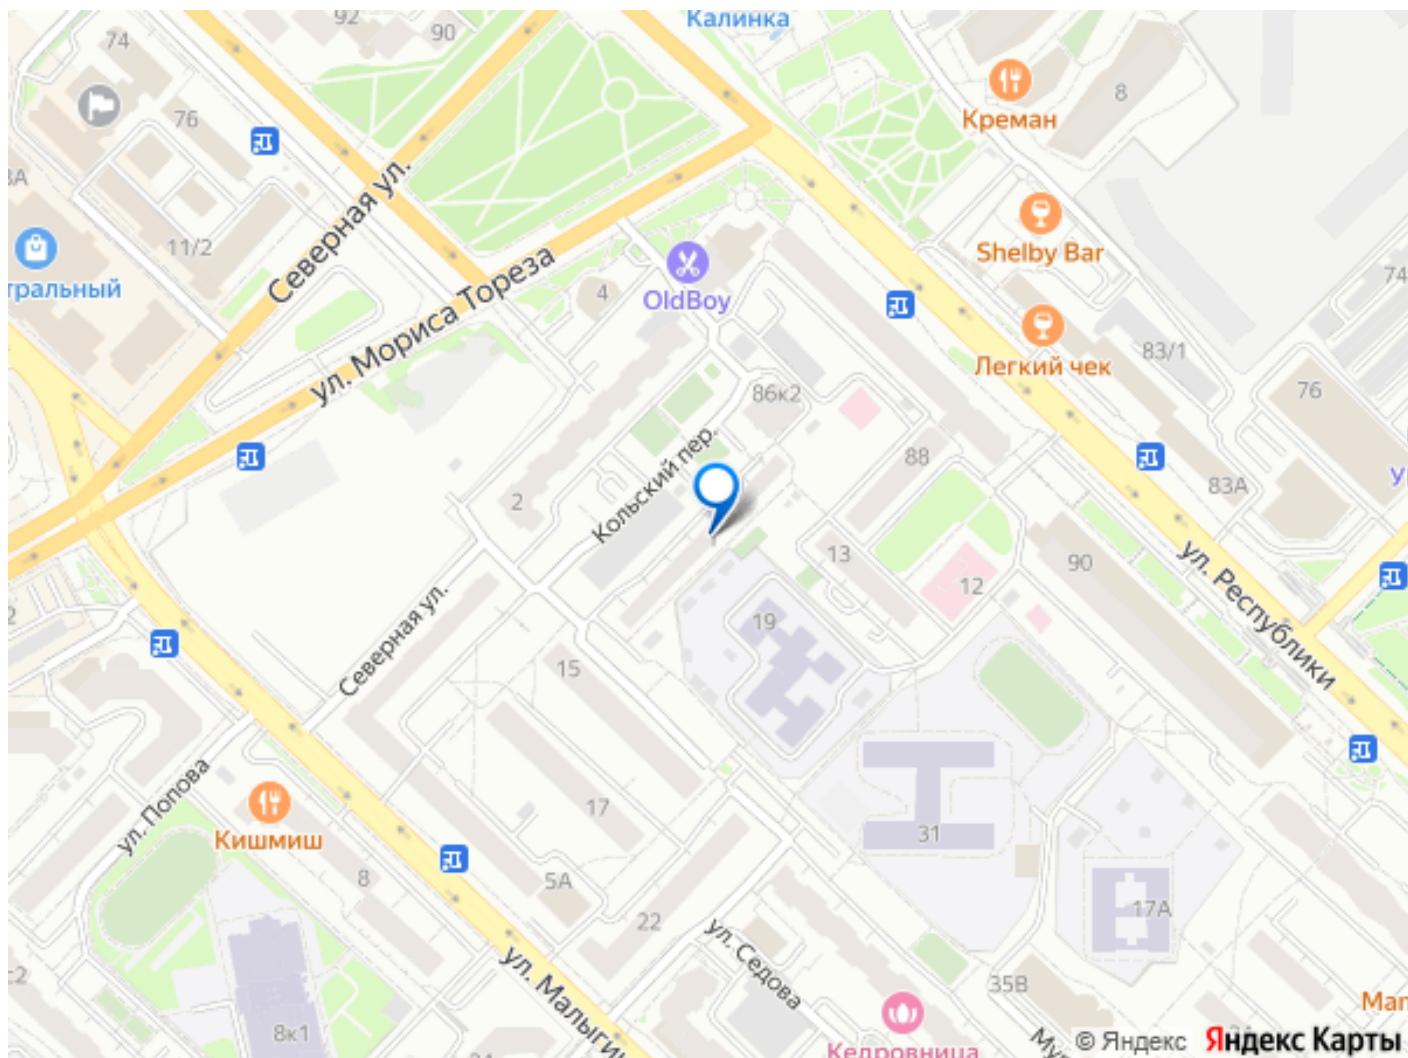 92
Калинка
90
74
Креман
8
76
3А
Северная ул.
11/2
Shelby Bar
тральный
OldBoy
4
74
ул. Мориса Тореза
83/1
Легкий чек
76
86к2
Кольский пер.
88
83А
2
ул. Республики
13
90
12
19
Северная ул.
15
ул. Попова
17
Кишмиш
31
8
5А
17А
22
ул. Седова
ул. Малыгин
35В
8к1
Кедровница
© Яндекс
Яндекс Карты